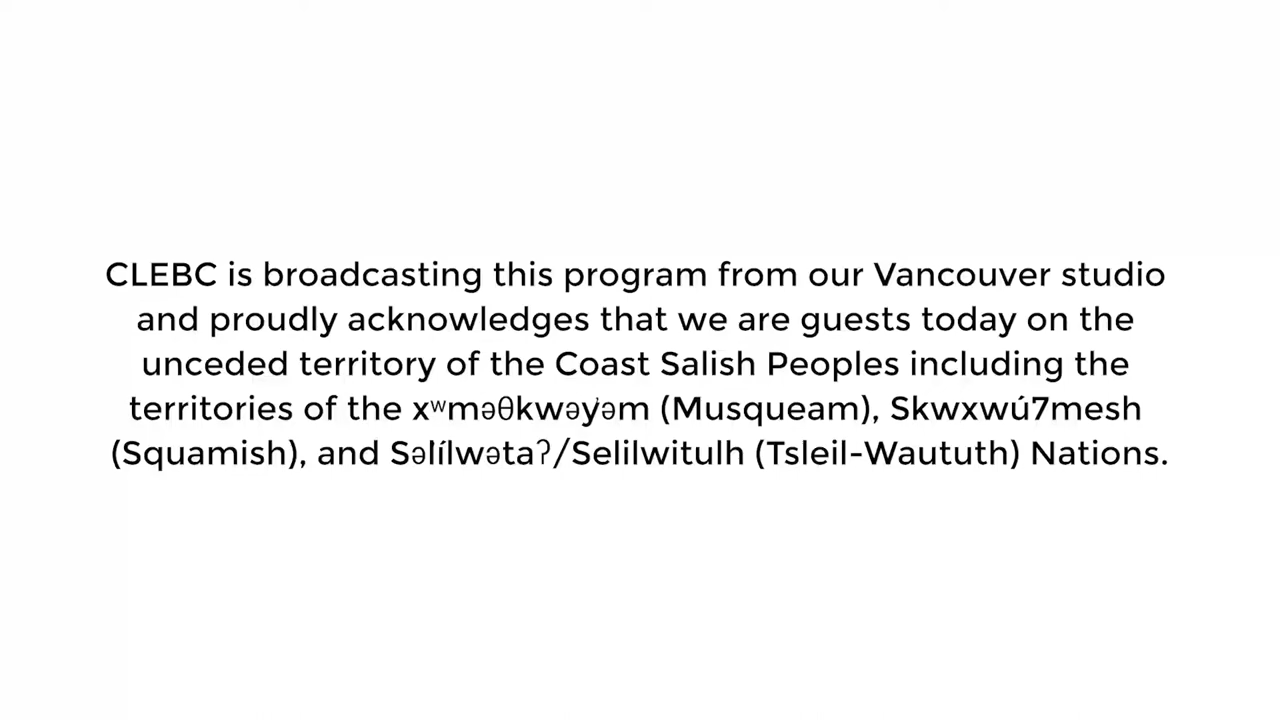 CLEBC is broadcasting this program from our Vancouver studio
and proudly acknowledges that we are guests today on the
unceded territory of the Coast Salish Peoples including the
territories of the xʷməθkwəy̓əm (Musqueam), Skwxwú7mesh
(Squamish), and Səl̓ílwətaʔ/Selilwitulh (Tsleil-Waututh) Nations.